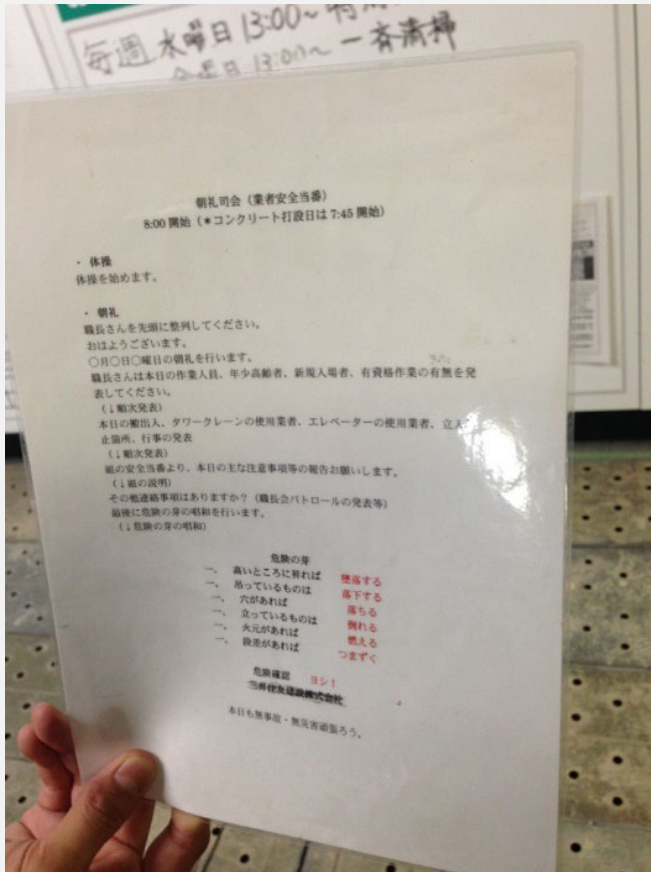 毎週 水曜日 13:00~
金曜日 13:00~ 一斉清掃
朝礼司会(業者安全当番)
8:00 開始(*コンクリート打設日は 7:45 開始)
・ 体操
体操を始めます。
・ 朝礼
職長さんを先頭に整列してください。
おはようございます。
○月○日○曜日の朝礼を行います。
職長さんは本日の作業人員、年少高齢者、新規入場者、有資格作業の有無を発
表してください。
(↓順次発表)
本日の搬出入、タワークレーンの使用業者、エレベーターの使用業者、立入
止箇所、行事の発表
(↓順次発表)
組の安全当番より、本日の主な注意事項等の報告お願いします。
(↓組の説明)
その他連絡事項はありますか?(職長会パトロールの発表等)
最後に危険の芽の唱和を行います。
(↓危険の芽の唱和)
危険の芽
一、 高いところに昇れば 墜落する
一、 吊っているものは 落下する
一、 穴があれば 落ちる
一、 立っているものは 倒れる
一、 火元があれば 燃える
一、 段差があれば つまずく
危険確認 ヨシ!
三井住友建設株式会社
本日も無事故・無災害頑張ろう。